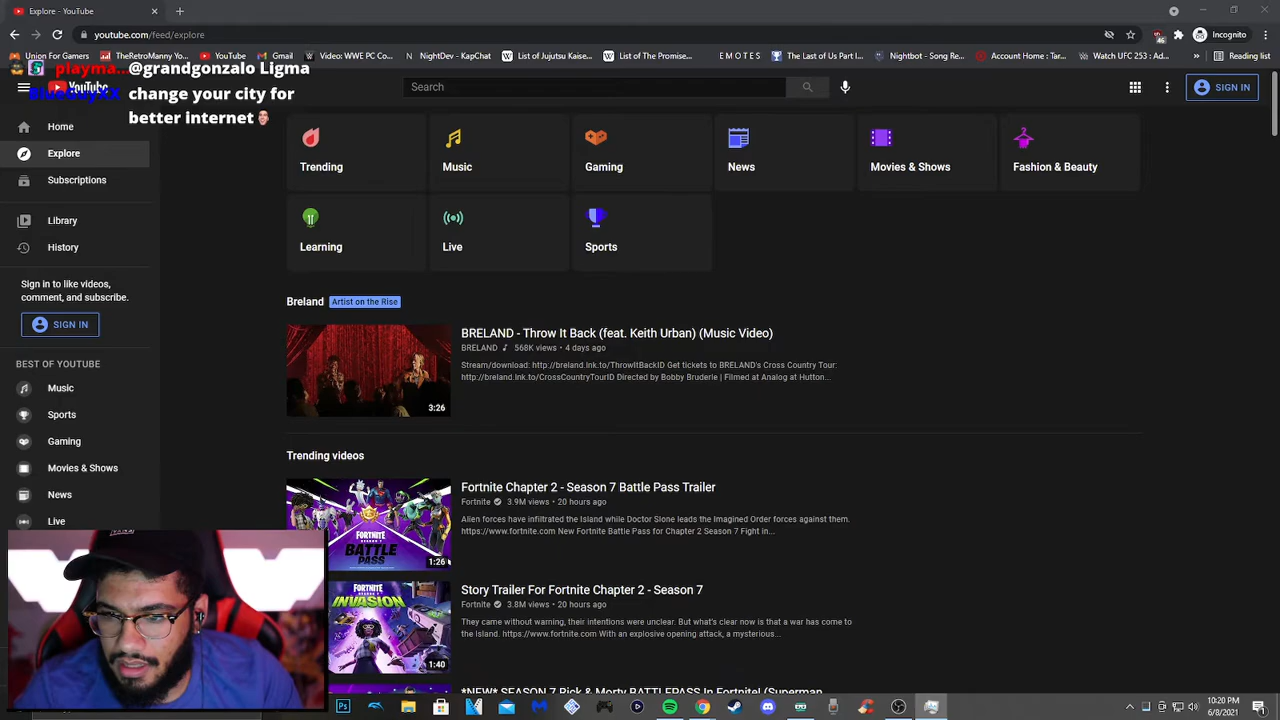 Explore - YouTube
youtube.com/feed/explore
Incognito
Union For Gamers
TheRetroManny
YouTube
Gmail
Video: WWE PC Co...
NightDev - KapChat
List of Jujutsu Kaise...
List of The Promise...
E M O T E S
The Last of Us Part I...
Nightbot - Song Re...
Account Home : Tar...
Watch UFC 253: Ad...
Reading list
playma... @grandgonzalo Ligma
change your city for
better internet
YouTube
Search
SIGN IN
Home
Explore
Subscriptions
Library
History
Sign in to like videos,
comment, and subscribe.
SIGN IN
BEST OF YOUTUBE
Music
Sports
Gaming
Movies & Shows
News
Live
Trending
Music
Gaming
News
Movies & Shows
Fashion & Beauty
Learning
Live
Sports
Breland Artist on the Rise
3:26
BRELAND - Throw It Back (feat. Keith Urban) (Music Video)
BRELAND 568K views • 4 days ago
Stream/download: http://breland.lnk.to/ThrowItBackID Get tickets to BRELAND's Cross Country Tour:
http://breland.lnk.to/CrossCountryTourID Directed by Bobby Bruderle | Filmed at Analog at Hutton...
Trending videos
FORTNITE
BATTLE
PASS
1:26
Fortnite Chapter 2 - Season 7 Battle Pass Trailer
Fortnite 3.9M views • 20 hours ago
Alien forces have infiltrated the Island while Doctor Slone leads the Imagined Order forces against them.
https://www.fortnite.com New Fortnite Battle Pass for Chapter 2 Season 7 Fight in...
FORTNITE
INVASION
1:40
Story Trailer For Fortnite Chapter 2 - Season 7
Fortnite 3.8M views • 20 hours ago
They came without warning, their intentions were unclear. But what's clear now is that a war has come to
the Island. https://www.fortnite.com With an explosive opening attack, a mysterious...
*NEW* SEASON 7 Rick & Morty BATTLEPASS In Fortnite! (Superman
10:20 PM
6/8/2021